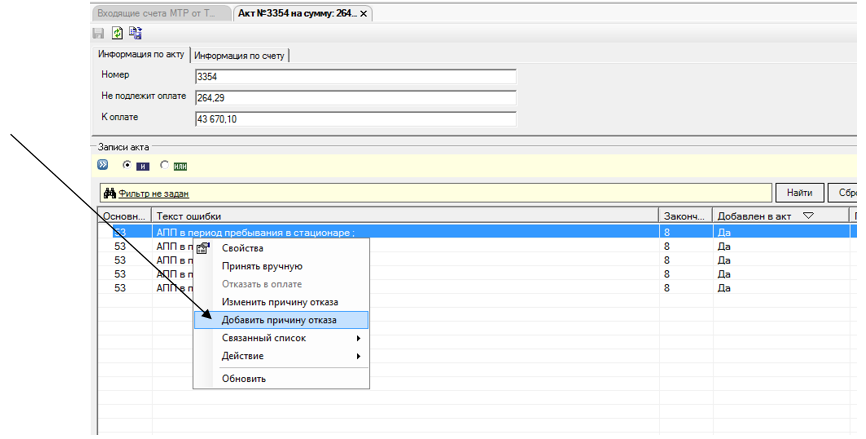 Входящие счета МТР от Т... Акт №3354 на сумму: 264...
Информация по акту Информация по счету
Номер 3354
Не подлежит оплате 264,29
К оплате 43 670,10
Записи акта
И ИЛИ
Фильтр не задан Найти Сбро
Основн... Текст ошибки Законч... Добавлен в акт
53 АПП в период пребывания в стационаре ; 8 Да
53 АПП в п 8 Да
53 АПП в п 8 Да
53 АПП в п 8 Да
53 АПП в п 8 Да
Свойства
Принять вручную
Отказать в оплате
Изменить причину отказа
Добавить причину отказа
Связанный список
Действие
Обновить